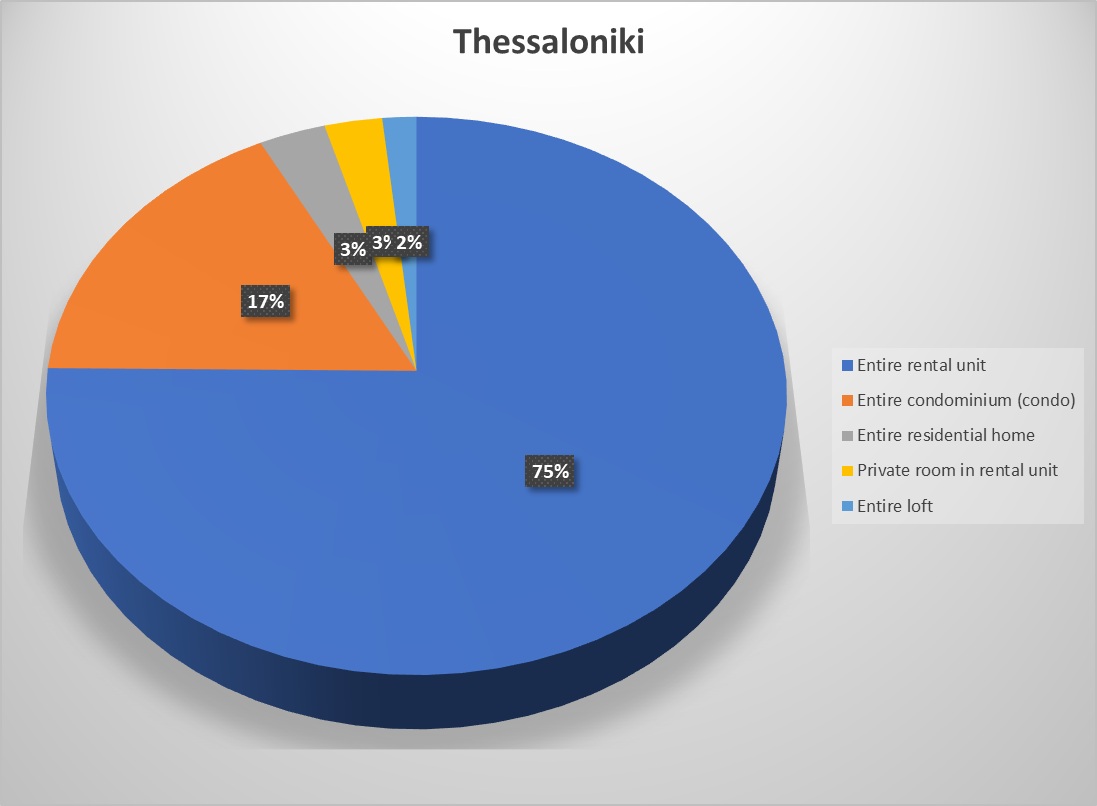 Thessaloniki
3% 3% 2%
17%
75%
Entire rental unit
Entire condominium (condo)
Entire residential home
Private room in rental unit
Entire loft